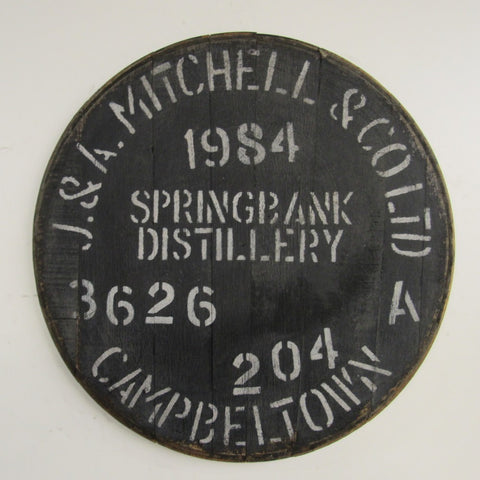 J.&A. MITCHELL &CO LTD
1984
SPRINGBANK
DISTILLERY
3626 A
204
CAMPBELTOWN